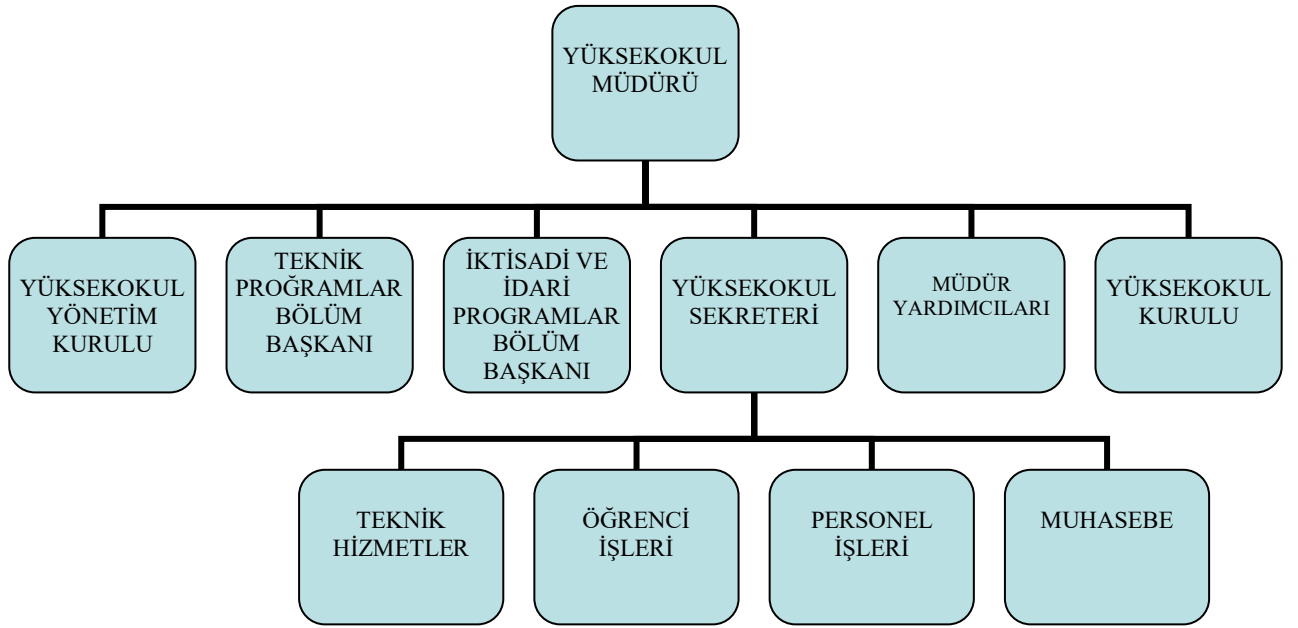 YÜKSEKOKUL
MÜDÜRÜ
YÜKSEKOKUL
YÖNETİM
KURULU
TEKNİK
PROĞRAMLAR
BÖLÜM
BAŞKANI
İKTİSADİ VE
İDARİ
PROGRAMLAR
BÖLÜM
BAŞKANI
YÜKSEKOKUL
SEKRETERİ
MÜDÜR
YARDIMCILARI
YÜKSEKOKUL
KURULU
TEKNİK
HİZMETLER
ÖĞRENCİ
İŞLERİ
PERSONEL
İŞLERİ
MUHASEBE